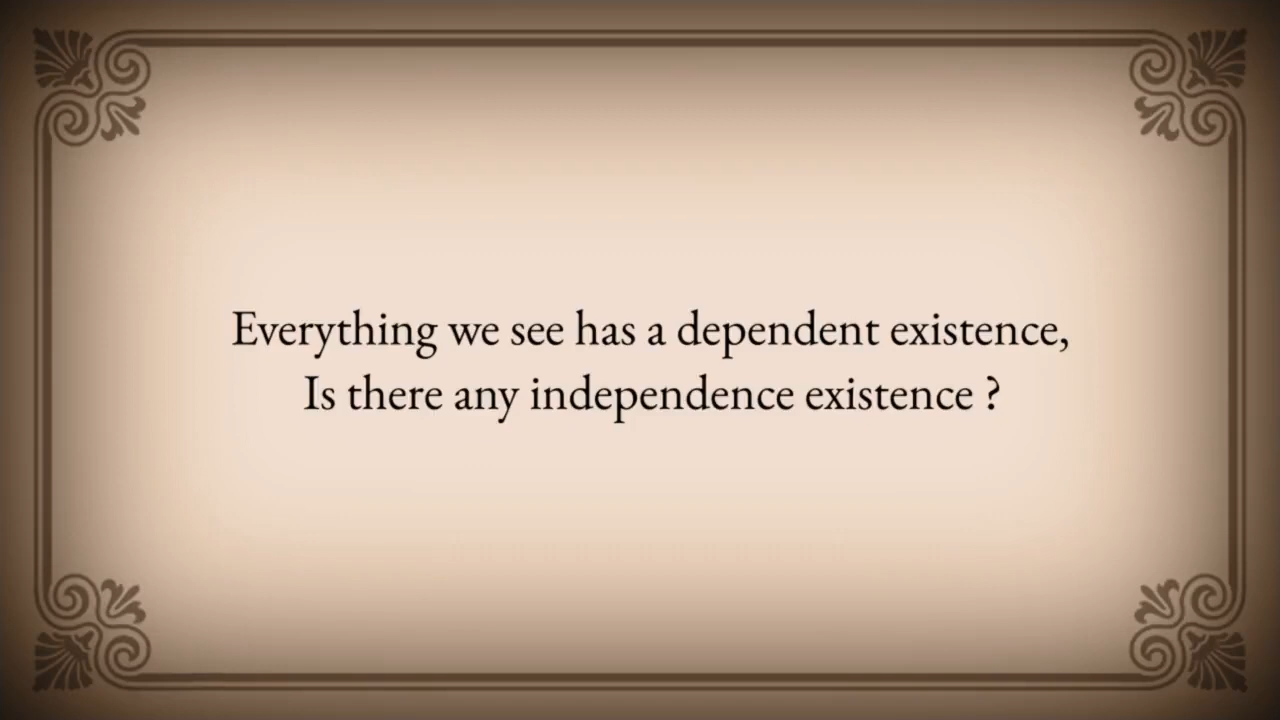 Everything we see has a dependent existence,
Is there any independence existence ?